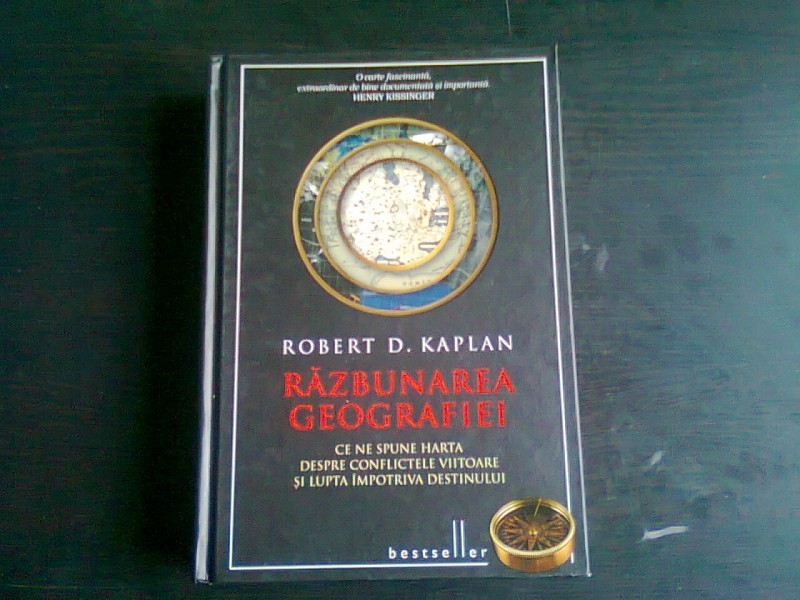 O carte fascinantă,
extraordinar de bine documentată și importantă.
HENRY KISSINGER
ROBERT D. KAPLAN
RĂZBUNAREA
GEOGRAFIEI
CE NE SPUNE HARTA
DESPRE CONFLICTELE VIITOARE
ȘI LUPTA ÎMPOTRIVA DESTINULUI
bestseller